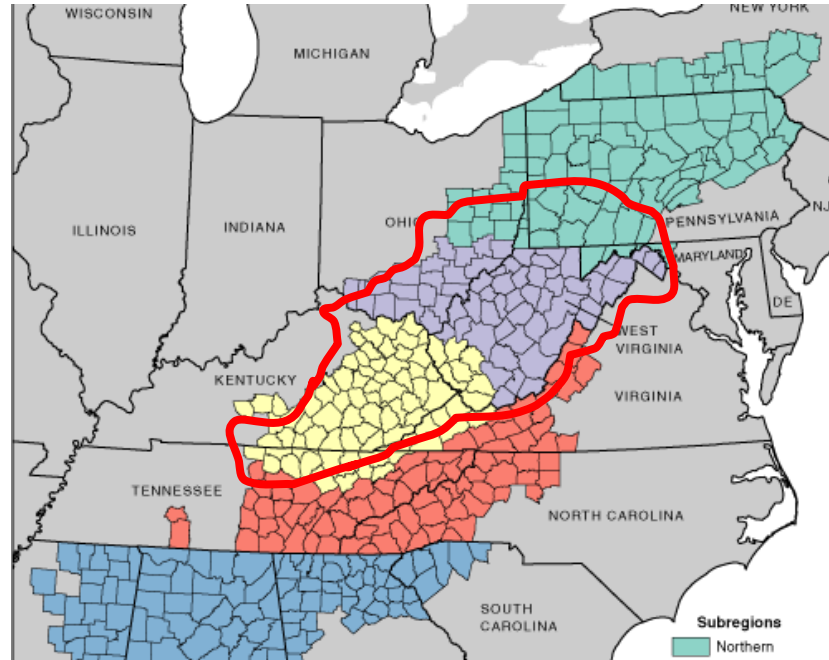 WISCONSIN
NEW YORK
MICHIGAN
ILLINOIS
INDIANA
OHIO
PENNSYLVANIA
NJ
MARYLAND
DE
WEST
VIRGINIA
KENTUCKY
VIRGINIA
TENNESSEE
NORTH CAROLINA
SOUTH
CAROLINA
Subregions
Northern